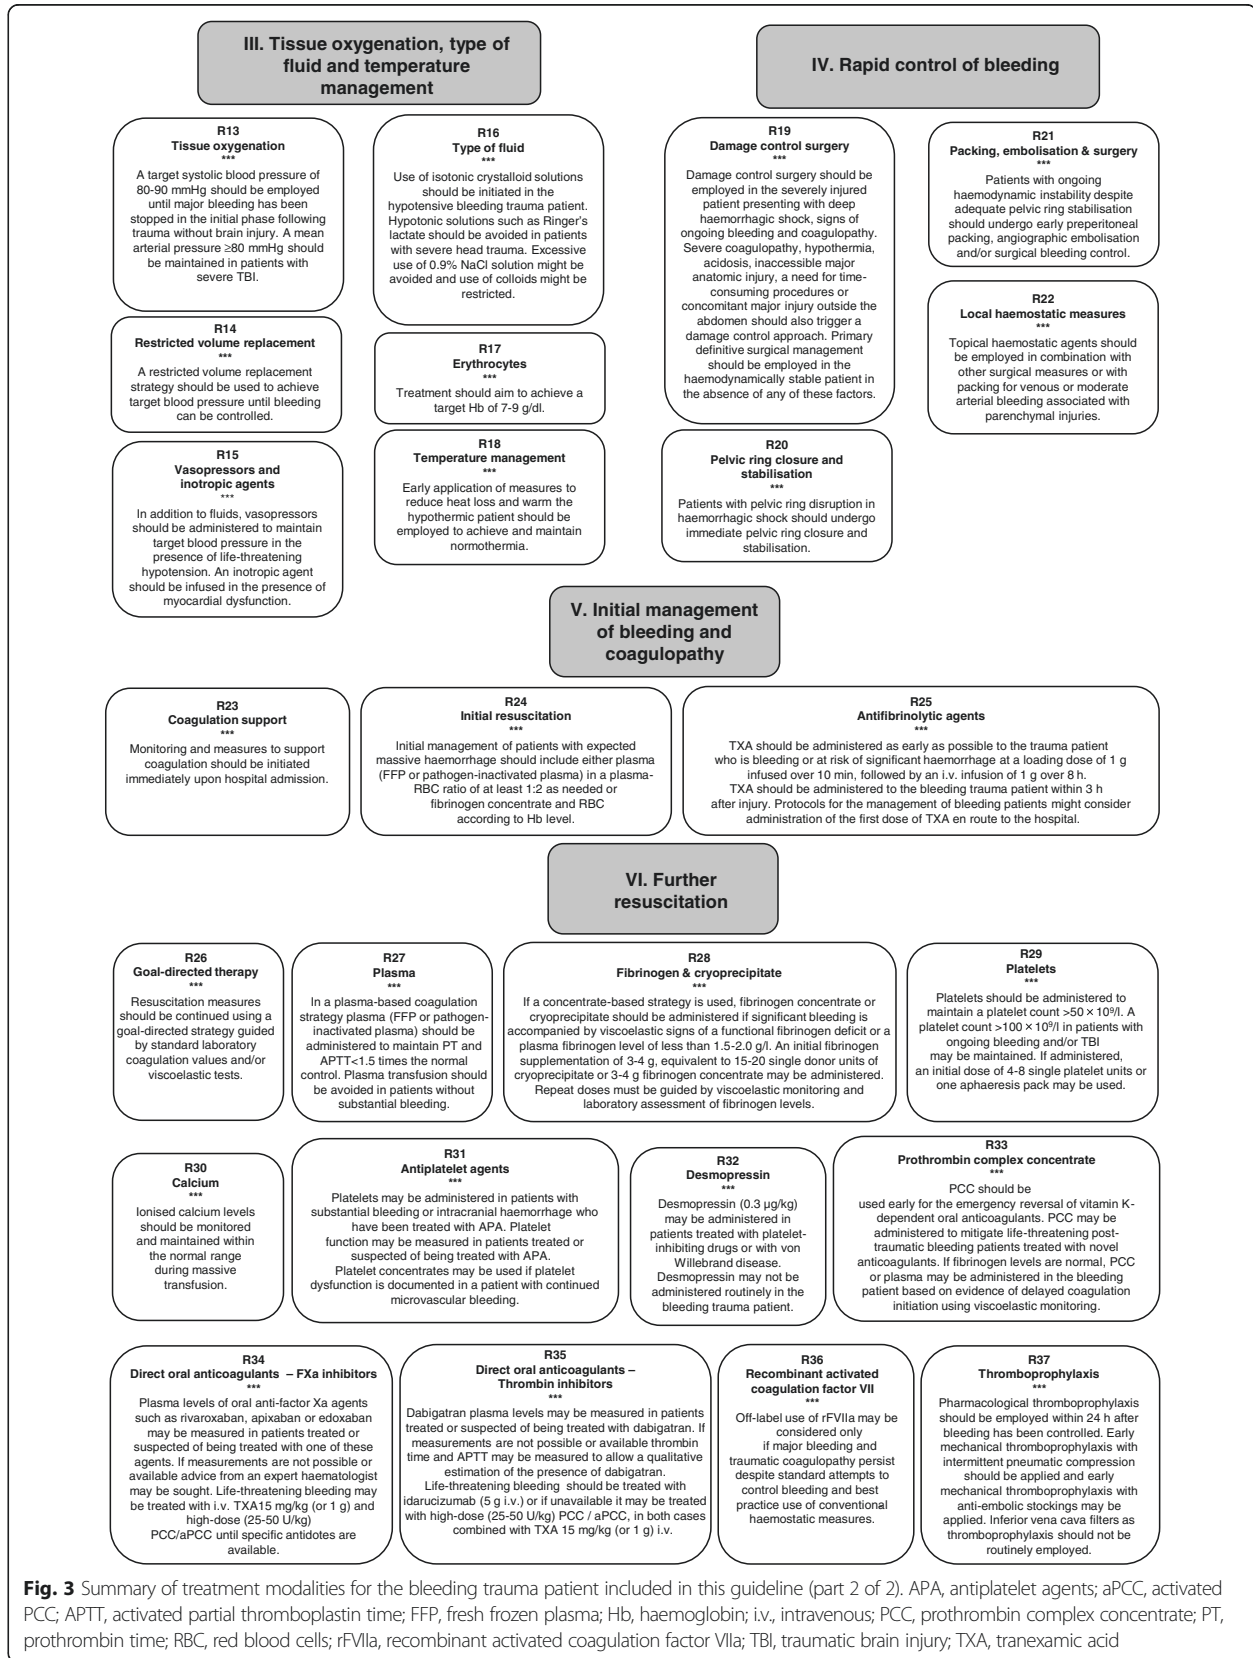 III. Tissue oxygenation, type of
fluid and temperature
management
R13
Tissue oxygenation
***
A target systolic blood pressure of
80-90 mmHg should be employed
until major bleeding has been
stopped in the initial phase following
trauma without brain injury. A mean
arterial pressure ≥80 mmHg should
be maintained in patients with
severe TBI.
R14
Restricted volume replacement
***
A restricted volume replacement
strategy should be used to achieve
target blood pressure until bleeding
can be controlled.
R15
Vasopressors and
inotropic agents
***
In addition to fluids, vasopressors
should be administered to maintain
target blood pressure in the
presence of life-threatening
hypotension. An inotropic agent
should be infused in the presence of
myocardial dysfunction.
R16
Type of fluid
***
Use of isotonic crystalloid solutions
should be initiated in the
hypotensive bleeding trauma patient.
Hypotonic solutions such as Ringer's
lactate should be avoided in patients
with severe head trauma. Excessive
use of 0.9% NaCl solution might be
avoided and use of colloids might be
restricted.
R17
Erythrocytes
***
Treatment should aim to achieve a
target Hb of 7-9 g/dl.
R18
Temperature management
***
Early application of measures to
reduce heat loss and warm the
hypothermic patient should be
employed to achieve and maintain
normothermia.
IV. Rapid control of bleeding
R19
Damage control surgery
***
Damage control surgery should be
employed in the severely injured
patient presenting with deep
haemorrhagic shock, signs of
ongoing bleeding and coagulopathy.
Severe coagulopathy, hypothermia,
acidosis, inaccessible major
anatomic injury, a need for time-
consuming procedures or
concomitant major injury outside the
abdomen should also trigger a
damage control approach. Primary
definitive surgical management
should be employed in the
haemodynamically stable patient in
the absence of any of these factors.
R20
Pelvic ring closure and
stabilisation
***
Patients with pelvic ring disruption in
haemorrhagic shock should undergo
immediate pelvic ring closure and
stabilisation.
R21
Packing, embolisation & surgery
***
Patients with ongoing
haemodynamic instability despite
adequate pelvic ring stabilisation
should undergo early preperitoneal
packing, angiographic embolisation
and/or surgical bleeding control.
R22
Local haemostatic measures
***
Topical haemostatic agents should
be employed in combination with
other surgical measures or with
packing for venous or moderate
arterial bleeding associated with
parenchymal injuries.
V. Initial management
of bleeding and
coagulopathy
R23
Coagulation support
***
Monitoring and measures to support
coagulation should be initiated
immediately upon hospital admission.
R24
Initial resuscitation
***
Initial management of patients with expected
massive haemorrhage should include either plasma
(FFP or pathogen-inactivated plasma) in a plasma-
RBC ratio of at least 1:2 as needed or
fibrinogen concentrate and RBC
according to Hb level.
R25
Antifibrinolytic agents
***
TXA should be administered as early as possible to the trauma patient
who is bleeding or at risk of significant haemorrhage at a loading dose of 1 g
infused over 10 min, followed by an i.v. infusion of 1 g over 8 h.
TXA should be administered to the bleeding trauma patient within 3 h
after injury. Protocols for the management of bleeding patients might consider
administration of the first dose of TXA en route to the hospital.
VI. Further
resuscitation
R26
Goal-directed therapy
***
Resuscitation measures
should be continued using a
goal-directed strategy guided
by standard laboratory
coagulation values and/or
viscoelastic tests.
R27
Plasma
***
In a plasma-based coagulation
strategy plasma (FFP or pathogen-
inactivated plasma) should be
administered to maintain PT and
APTT<1.5 times the normal
control. Plasma transfusion should
be avoided in patients without
substantial bleeding.
R28
Fibrinogen & cryoprecipitate
***
If a concentrate-based strategy is used, fibrinogen concentrate or
cryoprecipitate should be administered if significant bleeding is
accompanied by viscoelastic signs of a functional fibrinogen deficit or a
plasma fibrinogen level of less than 1.5-2.0 g/l. An initial fibrinogen
supplementation of 3-4 g, equivalent to 15-20 single donor units of
cryoprecipitate or 3-4 g fibrinogen concentrate may be administered.
Repeat doses must be guided by viscoelastic monitoring and
laboratory assessment of fibrinogen levels.
R29
Platelets
***
Platelets should be administered to
maintain a platelet count >50 × 10⁹/l. A
platelet count >100 × 10⁹/l in patients with
ongoing bleeding and/or TBI
may be maintained. If administered,
an initial dose of 4-8 single platelet units or
one aphaeresis pack may be used.
R30
Calcium
***
Ionised calcium levels
should be monitored
and maintained within
the normal range
during massive
transfusion.
R31
Antiplatelet agents
***
Platelets may be administered in patients with
substantial bleeding or intracranial haemorrhage who
have been treated with APA. Platelet
function may be measured in patients treated or
suspected of being treated with APA.
Platelet concentrates may be used if platelet
dysfunction is documented in a patient with continued
microvascular bleeding.
R32
Desmopressin
***
Desmopressin (0.3 µg/kg)
may be administered in
patients treated with platelet-
inhibiting drugs or with von
Willebrand disease.
Desmopressin may not be
administered routinely in the
bleeding trauma patient.
R33
Prothrombin complex concentrate
***
PCC should be
used early for the emergency reversal of vitamin K-
dependent oral anticoagulants. PCC may be
administered to mitigate life-threatening post-
traumatic bleeding patients treated with novel
anticoagulants. If fibrinogen levels are normal, PCC
or plasma may be administered in the bleeding
patient based on evidence of delayed coagulation
initiation using viscoelastic monitoring.
R34
Direct oral anticoagulants – FXa inhibitors
***
Plasma levels of oral anti-factor Xa agents
such as rivaroxaban, apixaban or edoxaban
may be measured in patients treated or
suspected of being treated with one of these
agents. If measurements are not possible or
available advice from an expert haematologist
may be sought. Life-threatening bleeding may
be treated with i.v. TXA15 mg/kg (or 1 g) and
high-dose (25-50 U/kg)
PCC/aPCC until specific antidotes are
available.
R35
Direct oral anticoagulants –
Thrombin inhibitors
***
Dabigatran plasma levels may be measured in patients
treated or suspected of being treated with dabigatran. If
measurements are not possible or available thrombin
time and APTT may be measured to allow a qualitative
estimation of the presence of dabigatran.
Life-threatening bleeding should be treated with
idarucizumab (5 g i.v.) or if unavailable it may be treated
with high-dose (25-50 U/kg) PCC / aPCC, in both cases
combined with TXA 15 mg/kg (or 1 g) i.v.
R36
Recombinant activated
coagulation factor VII
***
Off-label use of rFVIIa may be
considered only
if major bleeding and
traumatic coagulopathy persist
despite standard attempts to
control bleeding and best
practice use of conventional
haemostatic measures.
R37
Thromboprophylaxis
***
Pharmacological thromboprophylaxis
should be employed within 24 h after
bleeding has been controlled. Early
mechanical thromboprophylaxis with
intermittent pneumatic compression
should be applied and early
mechanical thromboprophylaxis with
anti-embolic stockings may be
applied. Inferior vena cava filters as
thromboprophylaxis should not be
routinely employed.
Fig. 3 Summary of treatment modalities for the bleeding trauma patient included in this guideline (part 2 of 2). APA, antiplatelet agents; aPCC, activated
PCC; APTT, activated partial thromboplastin time; FFP, fresh frozen plasma; Hb, haemoglobin; i.v., intravenous; PCC, prothrombin complex concentrate; PT,
prothrombin time; RBC, red blood cells; rFVIIa, recombinant activated coagulation factor VIIa; TBI, traumatic brain injury; TXA, tranexamic acid